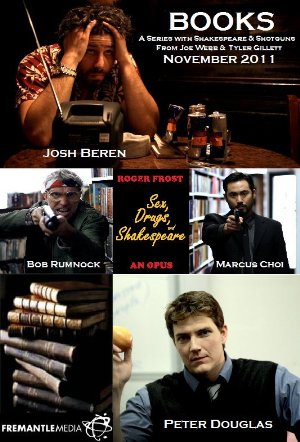 BOOKS
A Series with Shakespeare & Shotguns
From Joe Webb & Tyler Gillett
November 2011
Josh Beren
ROGER FROST
Sex,
Drugs,
and
Shakespeare
AN OPUS
Bob Rumnock
Marcus Choi
FREMANTLEMEDIA
Peter Douglas